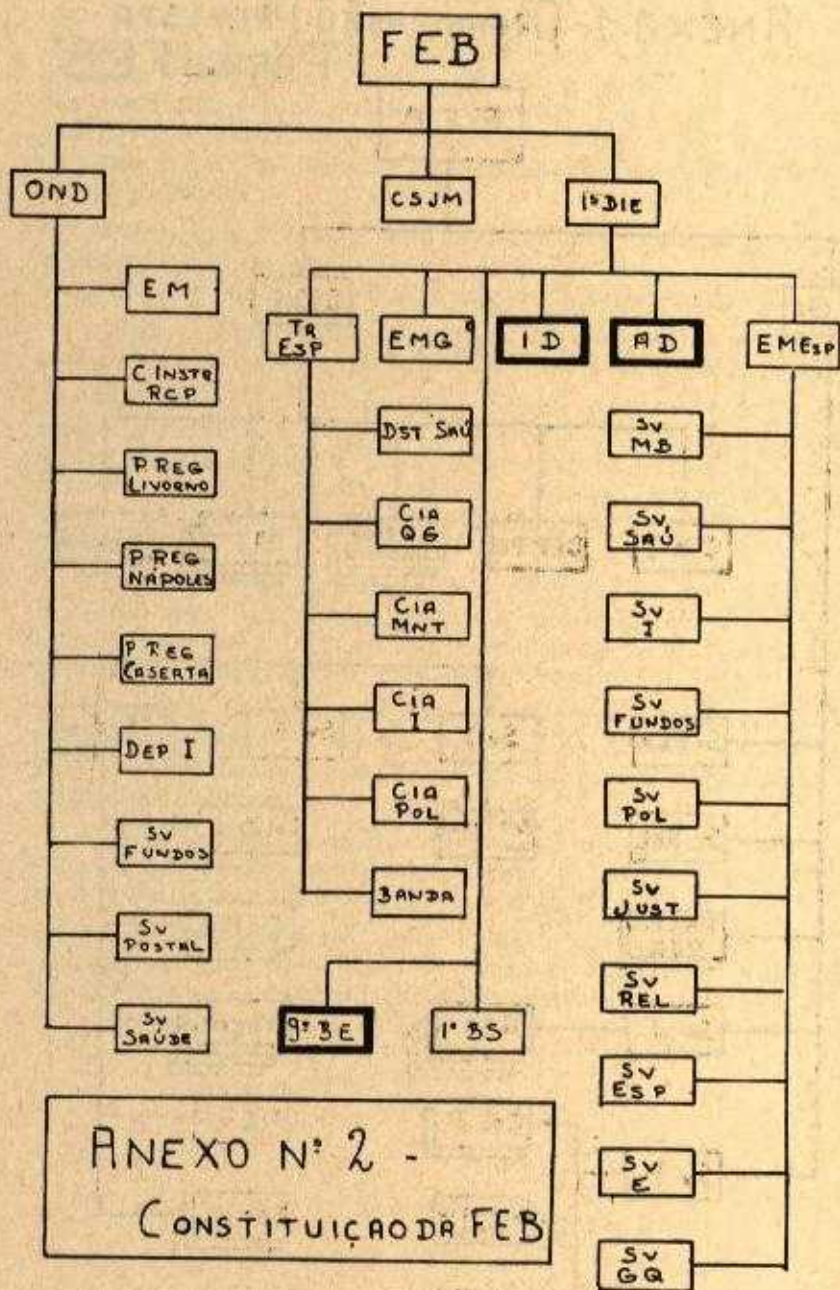 FEB
OND
CSJM
1ª DIE
EM
C INSTR
RCP
P REG
LIVORNO
P REG
NÁPOLES
P REG
CASERTA
DEP I
SV
FUNDOS
SV
POSTAL
SV
SAÚDE
TR
ESP
EMG
ID
AD
EMESP
DST SAÚ
CIA
QG
CIA
MNT
CIA
I
CIA
POL
BANDA
9º BE
1º BS
SV
MB
SV
SAÚ
SV
I
SV
FUNDOS
SV
POL
SV
JUST
SV
REL
SV
ESP
SV
E
SV
GQ
ANEXO Nº 2 -
CONSTITUIÇAO DA FEB